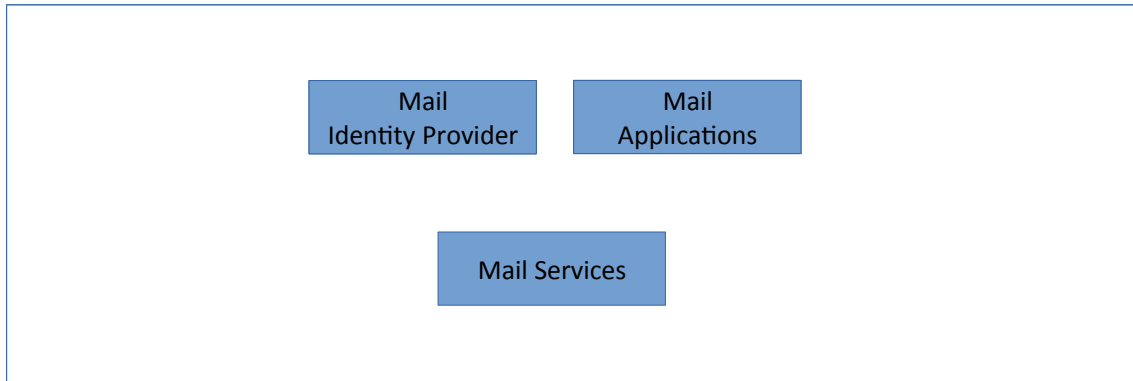 Mail
Identity Provider
Mail
Applications
Mail Services